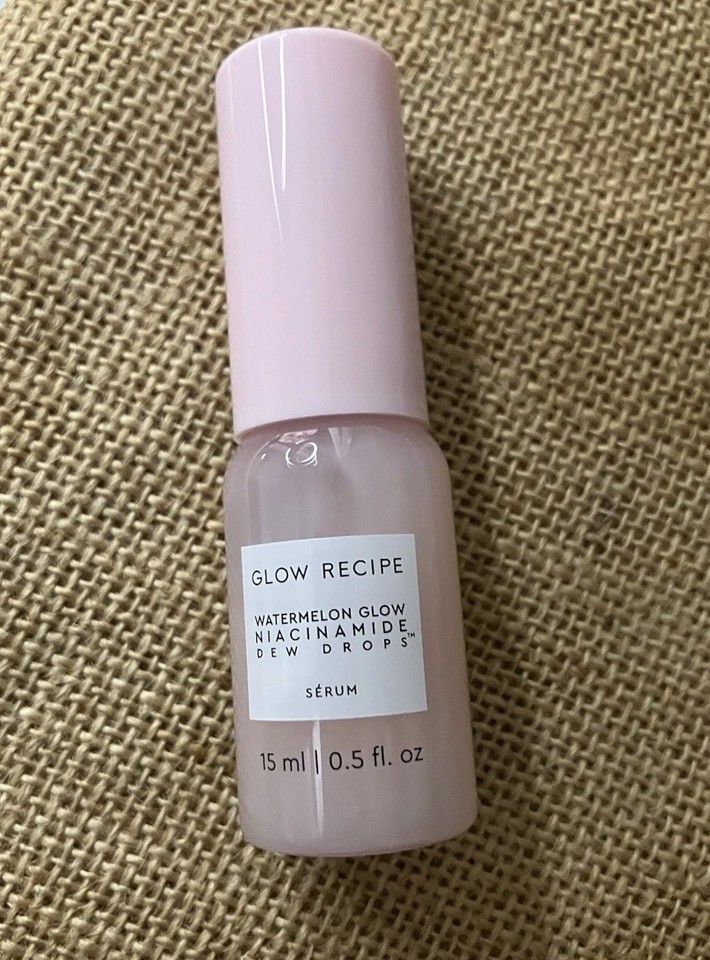 GLOW RECIPE
WATERMELON GLOW
NIACINAMIDE
DEW DROPS™
SÉRUM
15 ml | 0.5 fl. oz